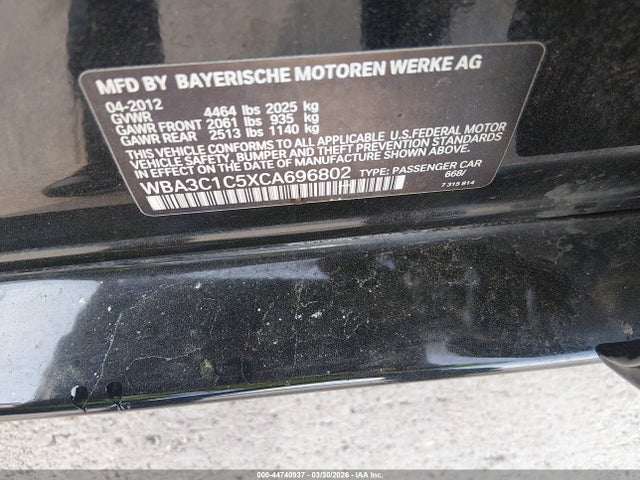 MFD BY BAYERISCHE MOTOREN WERKE AG
04-2012
GVWR 4464 lbs 2025 kg
GAWR FRONT 2061 lbs 935 kg
GAWR REAR 2513 lbs 1140 kg
THIS VEHICLE CONFORMS TO ALL APPLICABLE U.S.FEDERAL MOTOR
VEHICLE SAFETY, BUMPER, AND THEFT PREVENTION STANDARDS
IN EFFECT ON THE DATE OF MANUFACTURE SHOWN ABOVE.
WBA3C1C5XCA696802 TYPE: PASSENGER CAR
668/
7 315 814
000-44740937 - 03/30/2026 - IAA INC.